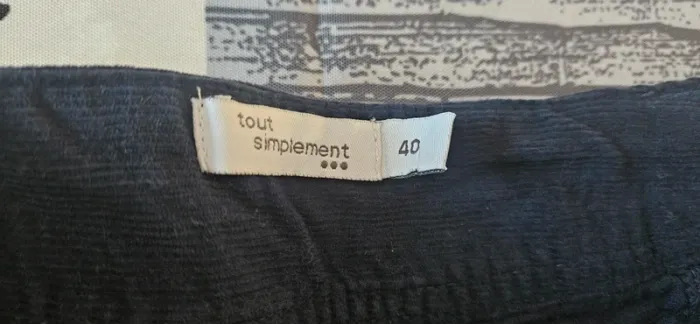 tout
simplement
•••
40